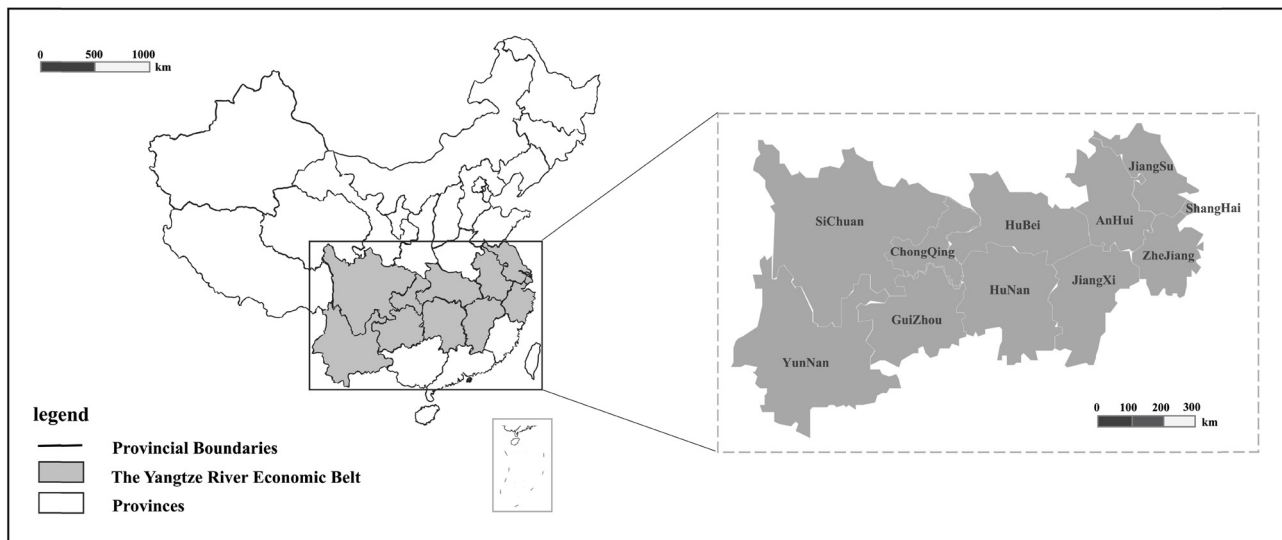 0 500 1000
km
JiangSu
ShangHai
SiChuan
HuBei
AnHui
ChongQing
ZheJiang
HuNan
JiangXi
GuiZhou
YunNan
0 100 200 300
km
legend
Provincial Boundaries
The Yangtze River Economic Belt
Provinces